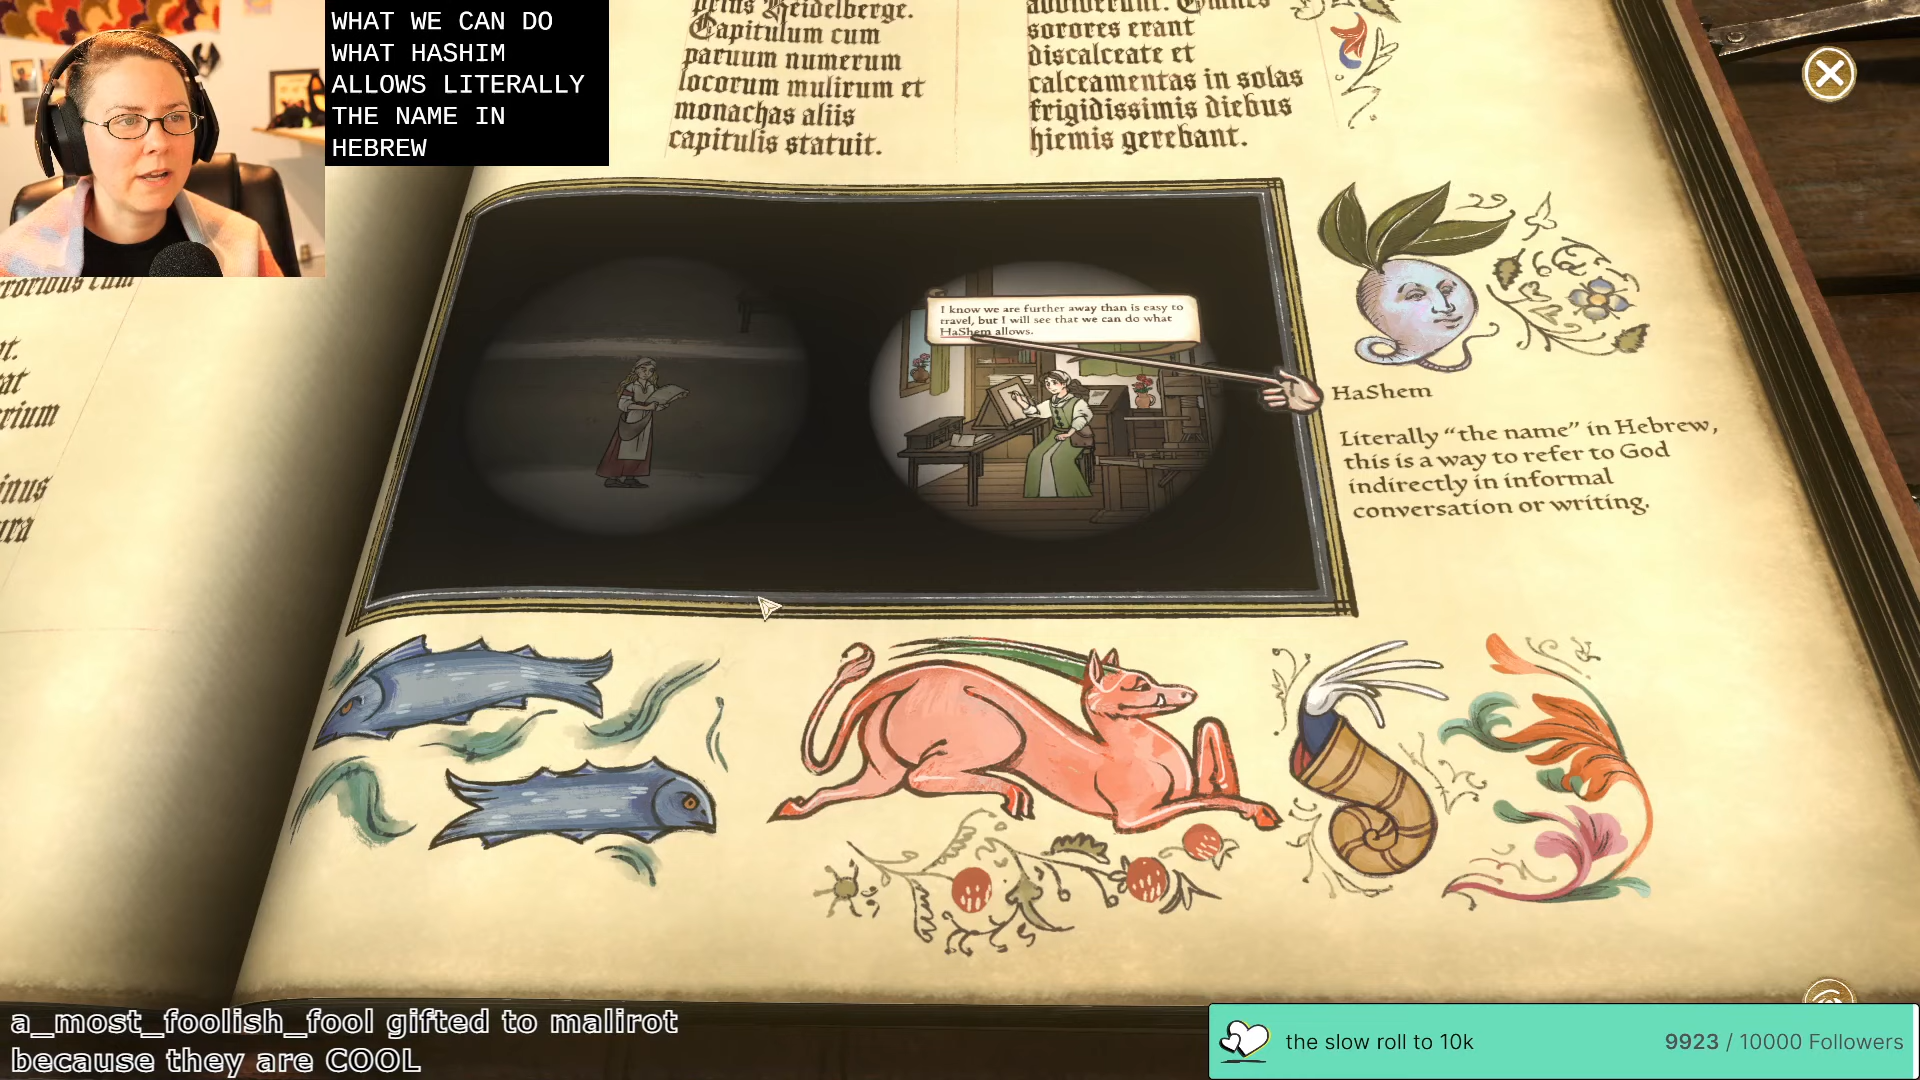 WHAT WE CAN DO
WHAT HASHIM
ALLOWS LITERALLY
THE NAME IN
HEBREW
prius Heidelberge.
Capitulum cum
paruum numerum
locorum mulirum et
monachas aliis
capitulis statuit.
sorores erant
discalceate et
calceamentas in solas
frigidissimis diebus
hiemis gerebant.
I know we are further away than is easy to
travel, but I will see that we can do what
HaShem allows.
HaShem
Literally “the name” in Hebrew,
this is a way to refer to God
indirectly in informal
conversation or writing.
a_most_foolish_fool gifted to malirot
because they are COOL
the slow roll to 10k
9923 / 10000 Followers